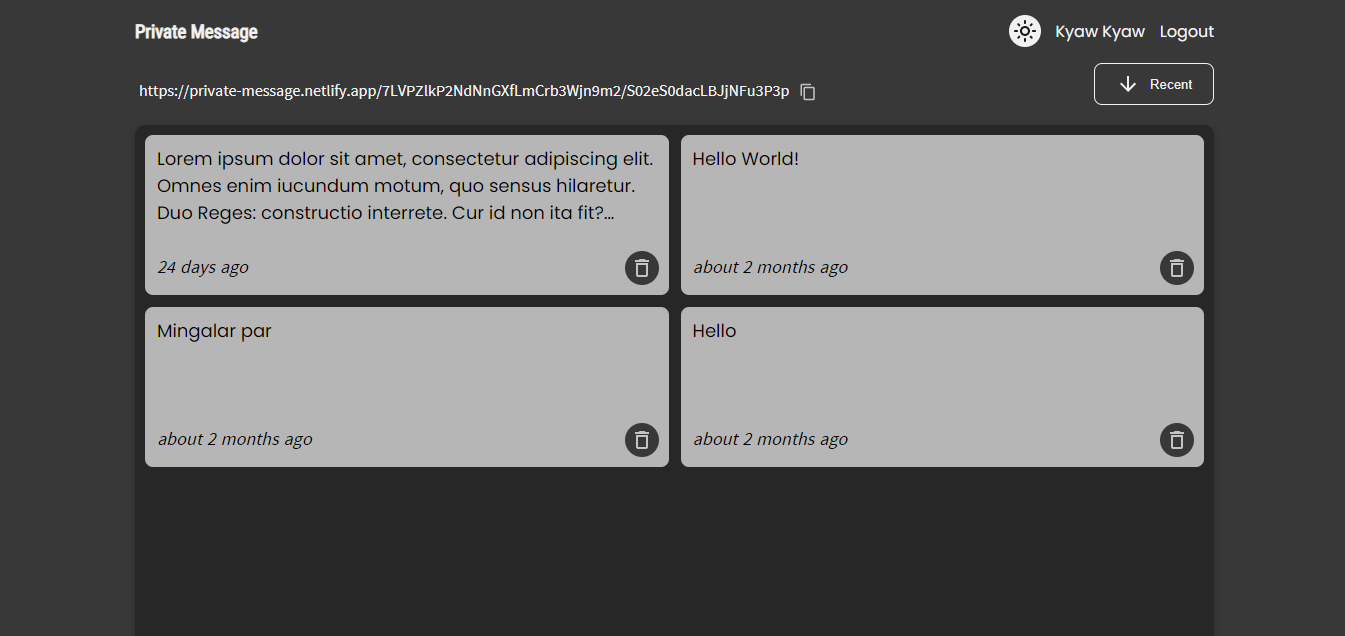 Private Message
Kyaw Kyaw
Logout
https://private-message.netlify.app/7LVPZIkP2NdNnGXfLmCrb3Wjn9m2/S02eS0dacLBJjNFu3P3p
Recent
Lorem ipsum dolor sit amet, consectetur adipiscing elit.
Omnes enim iucundum motum, quo sensus hilaretur.
Duo Reges: constructio interrete. Cur id non ita fit?...
24 days ago
Hello World!
about 2 months ago
Mingalar par
about 2 months ago
Hello
about 2 months ago